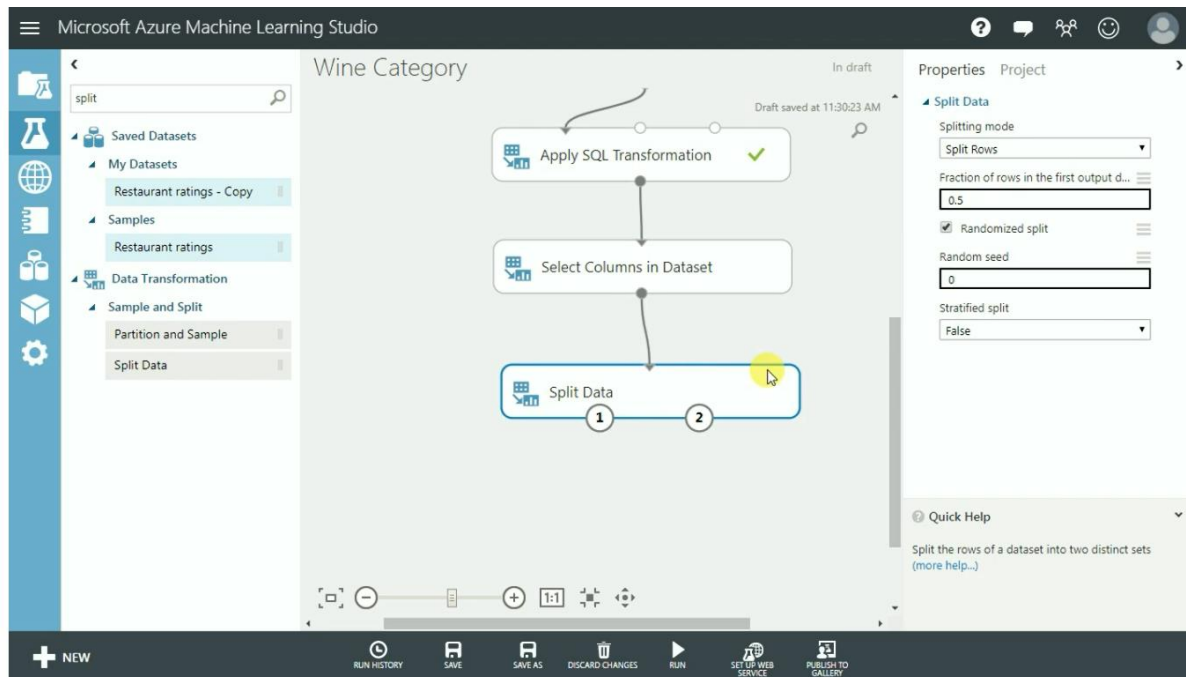 Microsoft Azure Machine Learning Studio
split
Saved Datasets
My Datasets
Restaurant ratings - Copy
Samples
Restaurant ratings
Data Transformation
Sample and Split
Partition and Sample
Split Data
Wine Category
In draft
Draft saved at 11:30:23 AM
Apply SQL Transformation
Select Columns in Dataset
Split Data
1 2
Properties Project
Split Data
Splitting mode
Split Rows
Fraction of rows in the first output d...
0.5
Randomized split
Random seed
0
Stratified split
False
Quick Help
Split the rows of a dataset into two distinct sets
(more help...)
1:1
NEW
RUN HISTORY
SAVE
SAVE AS
DISCARD CHANGES
RUN
SET UP WEB
SERVICE
PUBLISH TO
GALLERY